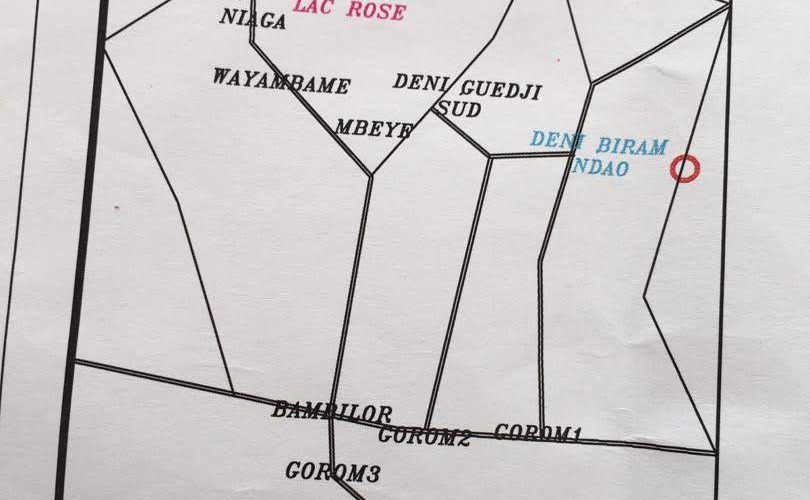 LAC ROSE
NIAGA
WAYAMBAME
DENI GUEDJI
SUD
MBEYE
DENI BIRAM
NDAO
BAMBILOR
GOROM2
GOROM1
GOROM3